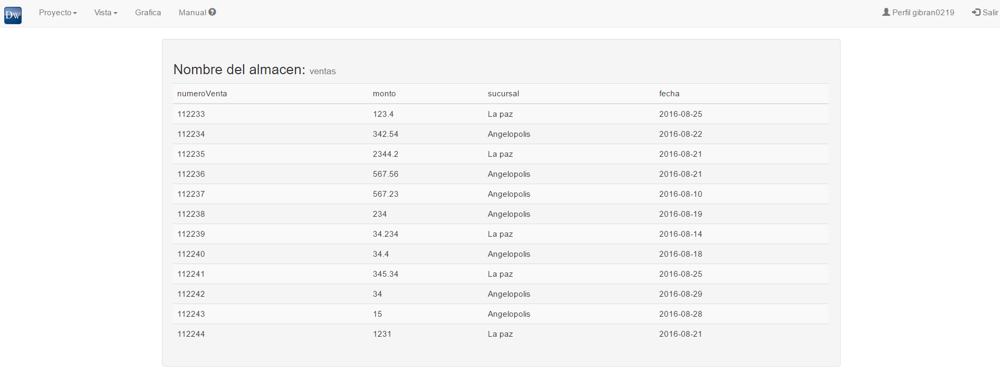 DW Proyecto Vista Grafica Manual Perfil gibran0219 Salir
Nombre del almacen: ventas
numeroVenta monto sucursal fecha
112233 123.4 La paz 2016-08-25
112234 342.54 Angelopolis 2016-08-22
112235 2344.2 La paz 2016-08-21
112236 567.56 Angelopolis 2016-08-21
112237 567.23 Angelopolis 2016-08-10
112238 234 Angelopolis 2016-08-19
112239 34.234 La paz 2016-08-14
112240 34.4 Angelopolis 2016-08-18
112241 345.34 La paz 2016-08-25
112242 34 Angelopolis 2016-08-29
112243 15 Angelopolis 2016-08-28
112244 1231 La paz 2016-08-21